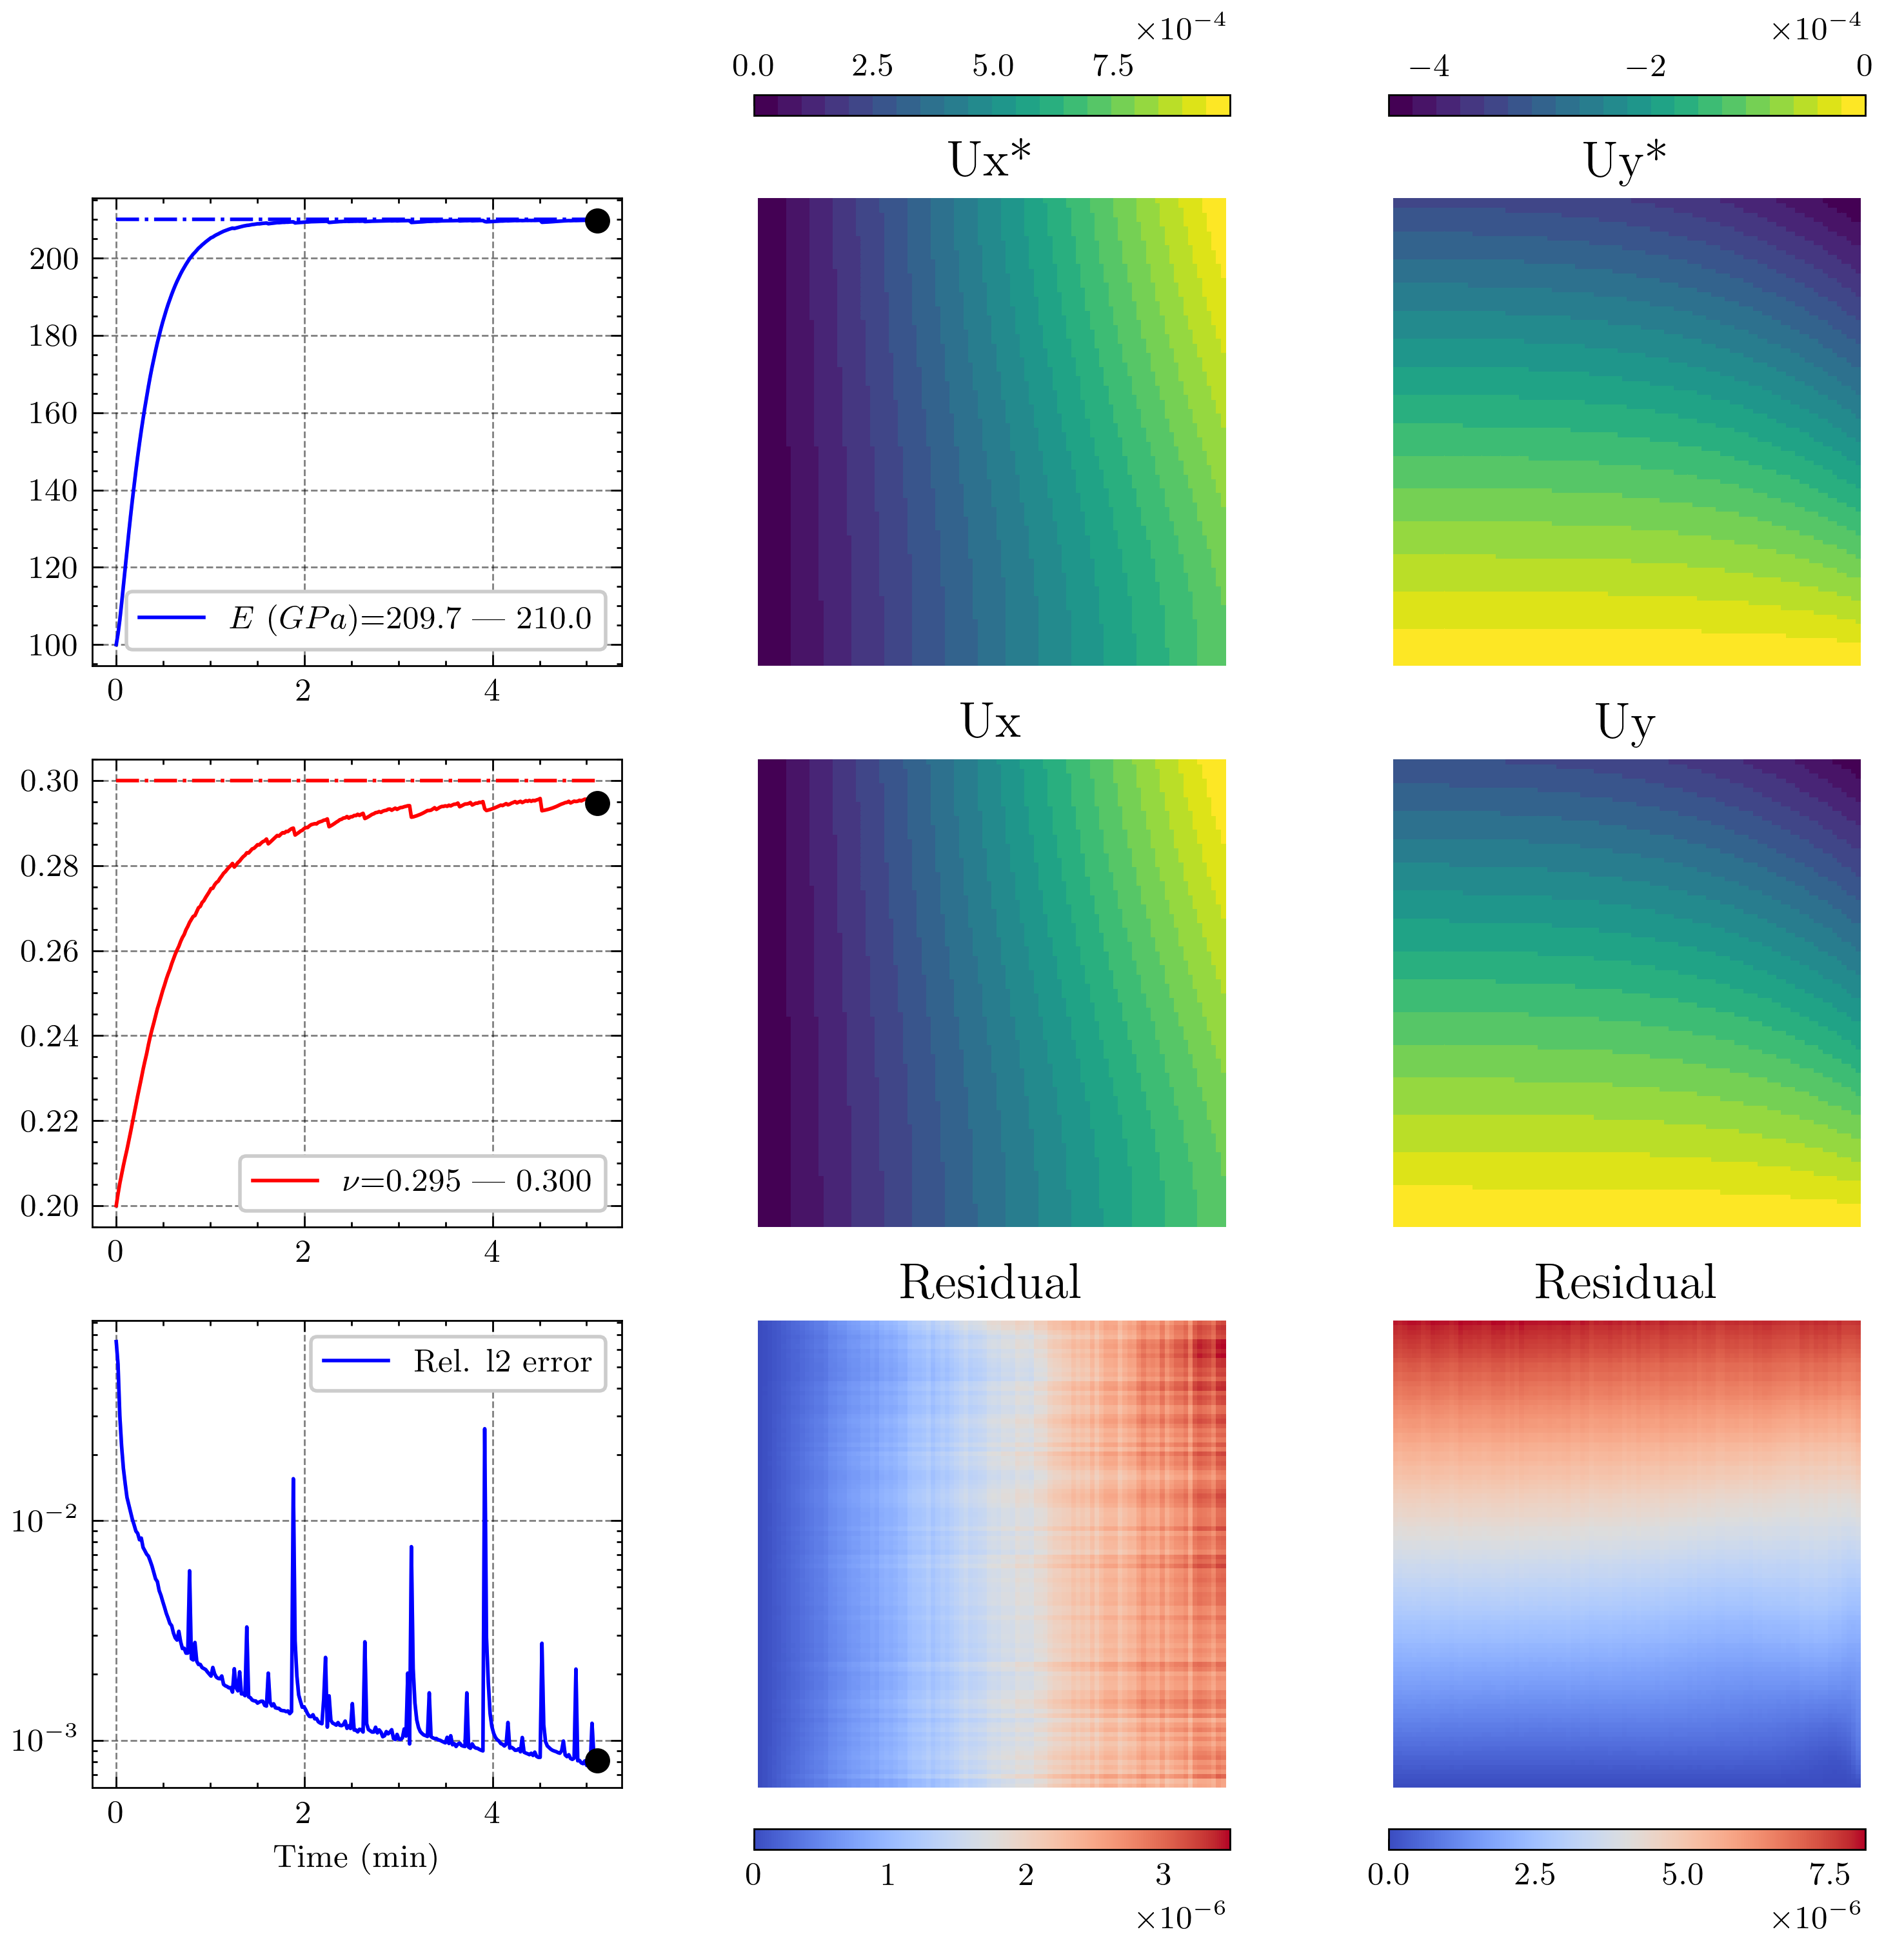 ×10⁻⁴ ×10⁻⁴
0.0 2.5 5.0 7.5 −4 −2 0
Ux* Uy*
200
180
160
140
120
100
E (GPa)=209.7 — 210.0
0 2 4
Ux Uy
0.30
0.28
0.26
0.24
0.22
0.20
ν=0.295 — 0.300
0 2 4
Residual Residual
Rel. l2 error
10⁻²
10⁻³
0 2 4
Time (min)
0 1 2 3 0.0 2.5 5.0 7.5
×10⁻⁶ ×10⁻⁶